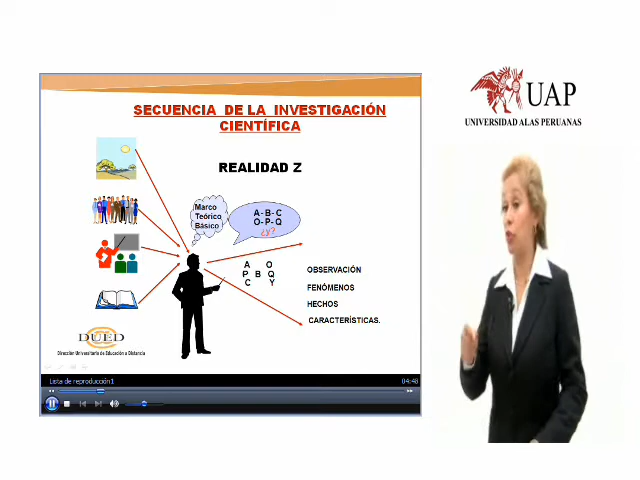 SECUENCIA DE LA INVESTIGACIÓN
CIENTÍFICA
REALIDAD Z
Marco
Teórico
Básico
A- B- C
O- P- Q
¿Y?
A O
P B Q
C Y
OBSERVACIÓN
FENÓMENOS
HECHOS
CARACTERÍSTICAS.
DUED
Dirección Universitaria de Educación a Distancia
Lista de reproducción1
04:48
UAP
UNIVERSIDAD ALAS PERUANAS